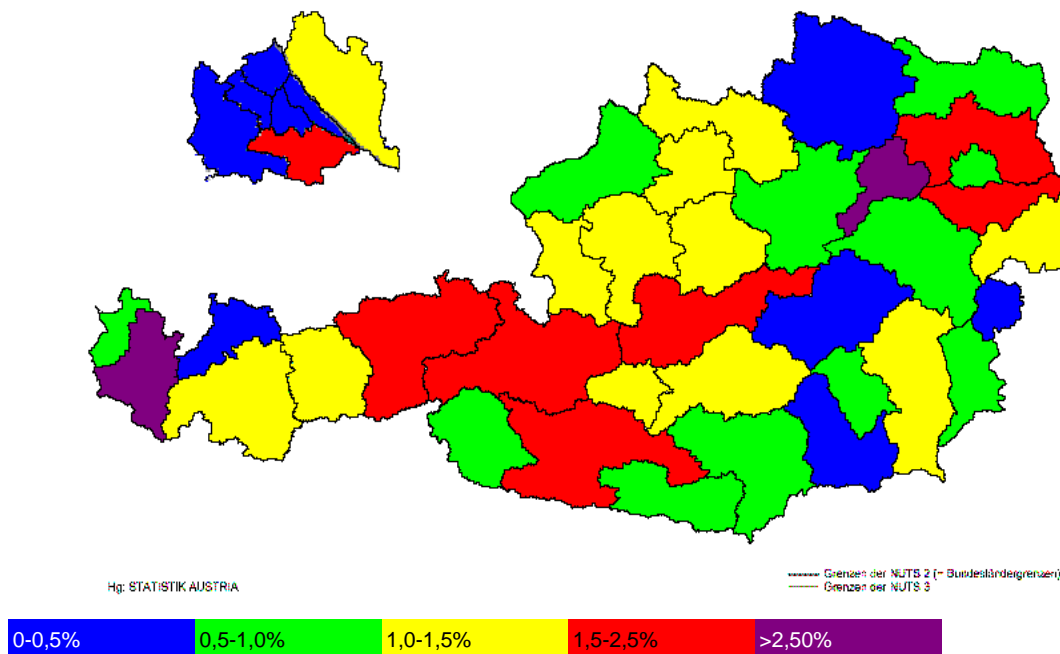 Hg: STATISTIK AUSTRIA
Grenzen der NUTS 2 (= Bundesländergrenzen)
Grenzen der NUTS 3
0-0,5% 0,5-1,0% 1,0-1,5% 1,5-2,5% >2,50%